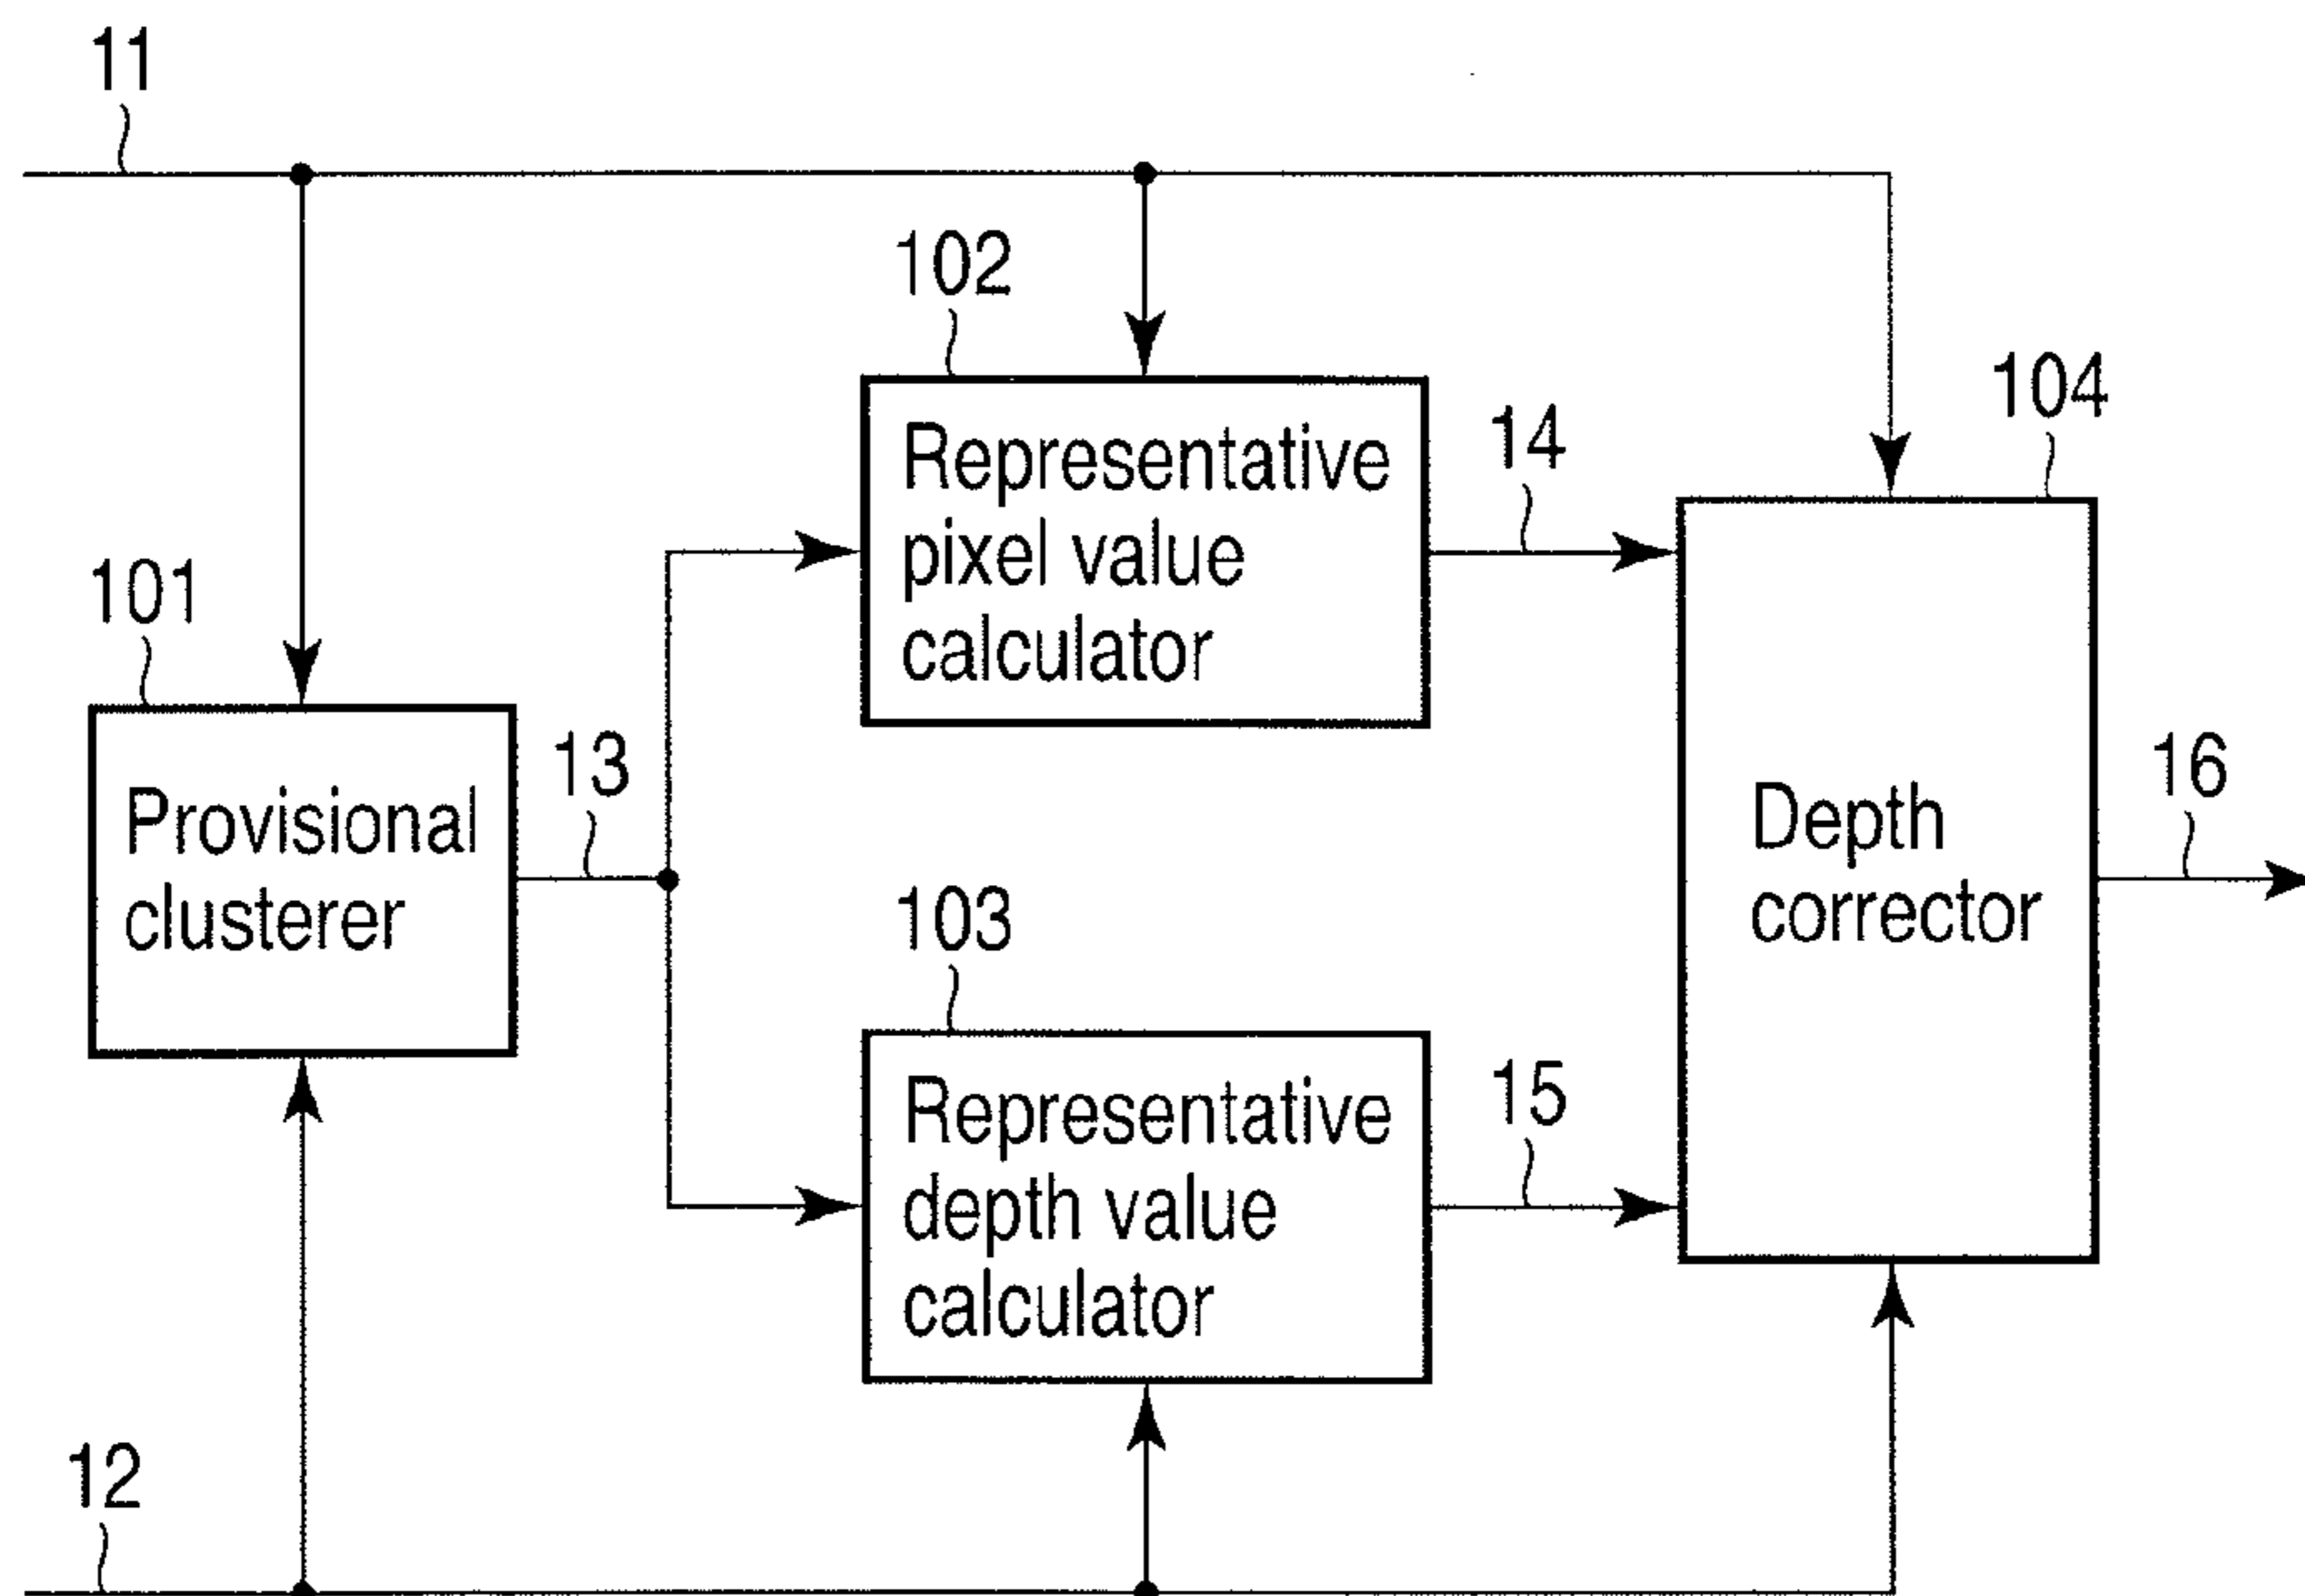 11
102
104
Representative
pixel value
calculator
14
101
13
Provisional
clusterer
16
Depth
corrector
103
Representative
depth value
calculator
15
12